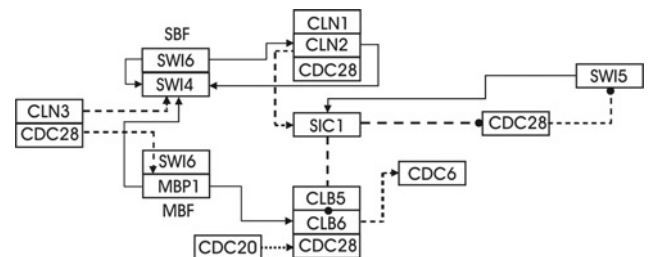 SBF
SWI6
SWI4
CLN1
CLN2
CDC28
SWI5
CLN3
CDC28
SIC1
CDC28
SWI6
MBP1
MBF
CLB5
CLB6
CDC28
CDC6
CDC20